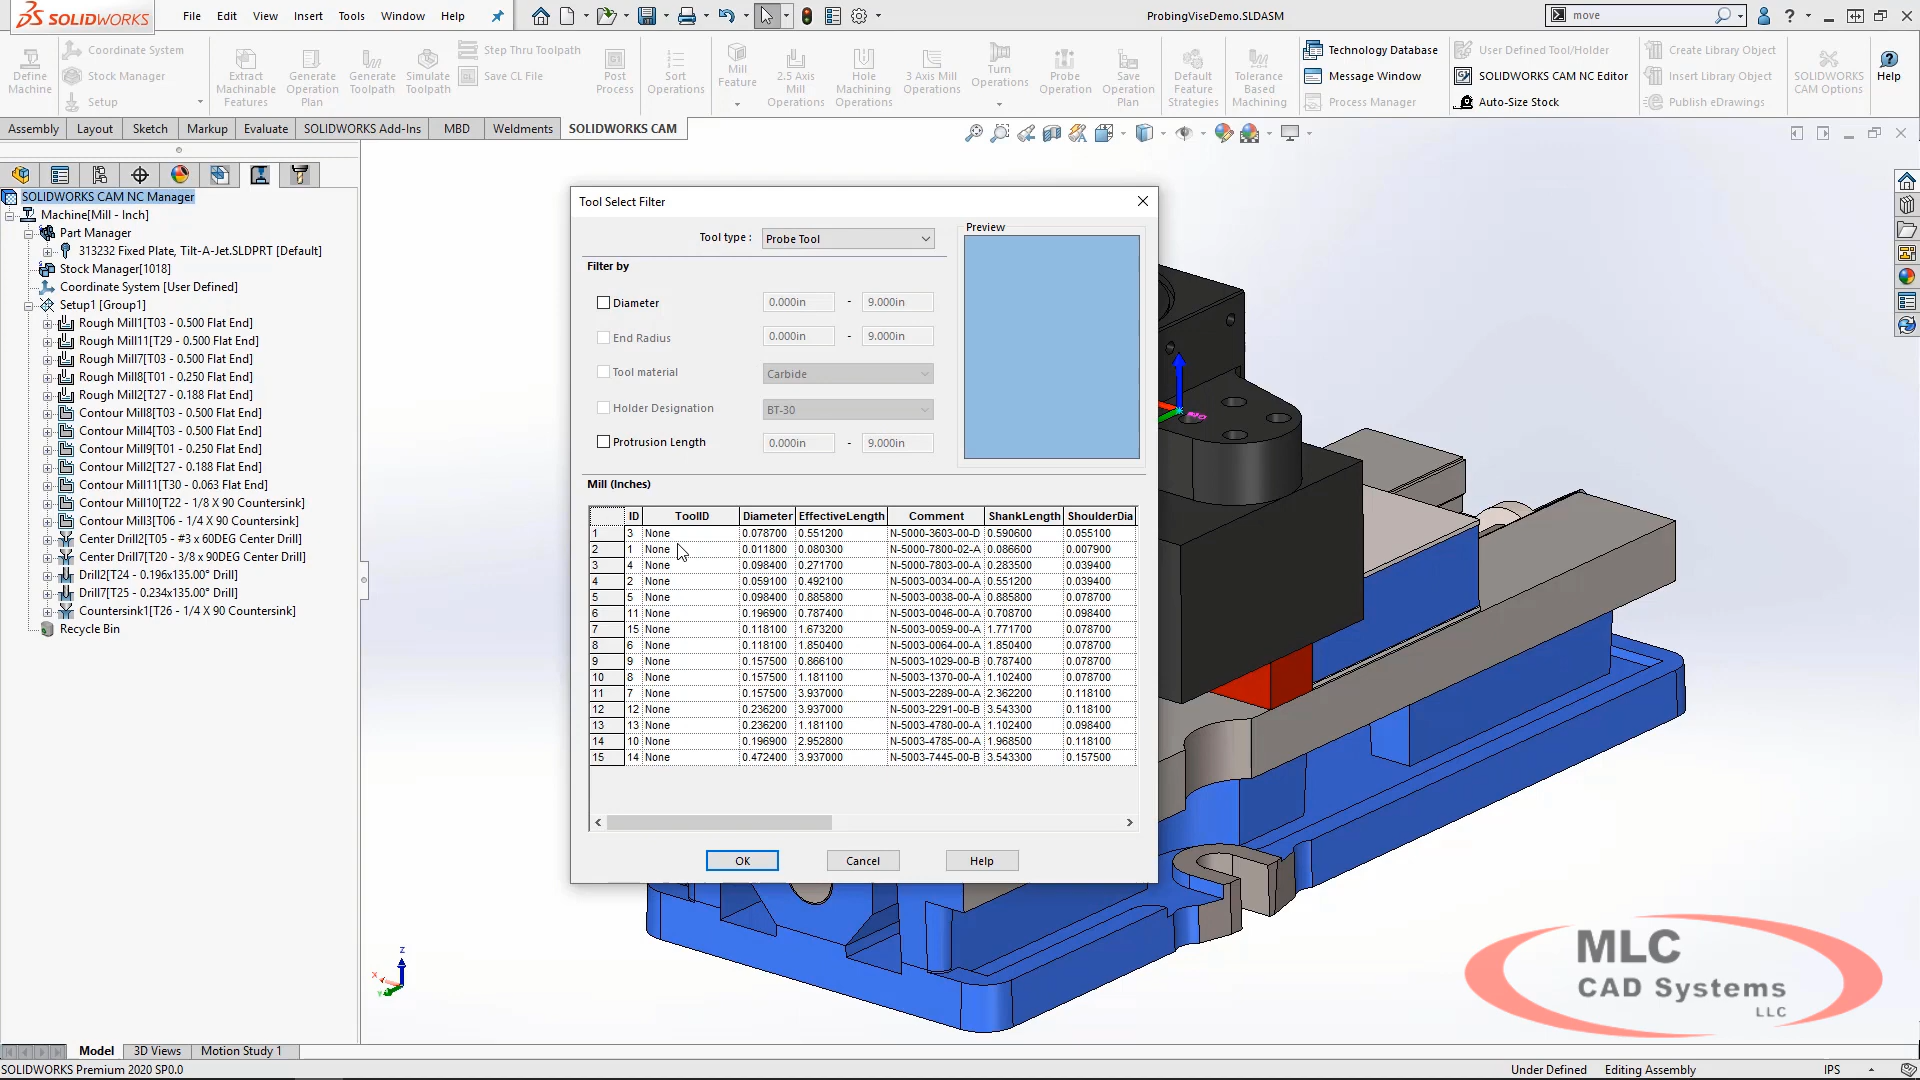 SOLIDWORKS
File Edit View Insert Tools Window Help
ProbingViseDemo.SLDASM
move
Define Machine
Coordinate System
Stock Manager
Setup
Extract Machinable Features
Generate Operation Plan
Generate Toolpath
Simulate Toolpath
Step Thru Toolpath
Save CL File
Post Process
Sort Operations
Mill Feature
2.5 Axis Mill Operations
Hole Machining Operations
3 Axis Mill Operations
Turn Operations
Probe Operation
Save Operation Plan
Default Feature Strategies
Tolerance Based Machining
Technology Database
Message Window
Process Manager
User Defined Tool/Holder
SOLIDWORKS CAM NC Editor
Auto-Size Stock
Create Library Object
Insert Library Object
Publish eDrawings
SOLIDWORKS CAM Options
Help
Assembly Layout Sketch Markup Evaluate SOLIDWORKS Add-Ins MBD Weldments SOLIDWORKS CAM
SOLIDWORKS CAM NC Manager
Machine[Mill - Inch]
Part Manager
313232 Fixed Plate, Tilt-A-Jet.SLDPRT [Default]
Stock Manager[1018]
Coordinate System [User Defined]
Setup1 [Group1]
Rough Mill1[T03 - 0.500 Flat End]
Rough Mill11[T29 - 0.500 Flat End]
Rough Mill7[T03 - 0.500 Flat End]
Rough Mill8[T01 - 0.250 Flat End]
Rough Mill2[T27 - 0.188 Flat End]
Contour Mill8[T03 - 0.500 Flat End]
Contour Mill4[T03 - 0.500 Flat End]
Contour Mill9[T01 - 0.250 Flat End]
Contour Mill2[T27 - 0.188 Flat End]
Contour Mill11[T30 - 0.063 Flat End]
Contour Mill10[T22 - 1/8 X 90 Countersink]
Contour Mill3[T06 - 1/4 X 90 Countersink]
Center Drill2[T05 - #3 x 60DEG Center Drill]
Center Drill7[T20 - 3/8 x 90DEG Center Drill]
Drill2[T24 - 0.196x135.00° Drill]
Drill7[T25 - 0.234x135.00° Drill]
Countersink1[T26 - 1/4 X 90 Countersink]
Recycle Bin
Tool Select Filter
Tool type : Probe Tool
Preview
Filter by
Diameter 0.000in - 9.000in
End Radius 0.000in - 9.000in
Tool material Carbide
Holder Designation BT-30
Protrusion Length 0.000in - 9.000in
Mill (Inches)
ID ToolID Diameter EffectiveLength Comment ShankLength ShoulderDia
1 3 None 0.078700 0.551200 N-5000-3603-00-D 0.590600 0.055100
2 1 None 0.011800 0.080300 N-5000-7800-02-A 0.086600 0.007900
3 4 None 0.098400 0.271700 N-5000-7803-00-A 0.283500 0.039400
4 2 None 0.059100 0.492100 N-5003-0034-00-A 0.551200 0.039400
5 5 None 0.098400 0.885800 N-5003-0038-00-A 0.885800 0.078700
6 11 None 0.196900 0.787400 N-5003-0046-00-A 0.708700 0.098400
7 15 None 0.118100 1.673200 N-5003-0059-00-A 1.771700 0.078700
8 6 None 0.118100 1.850400 N-5003-0064-00-A 1.850400 0.078700
9 9 None 0.157500 0.866100 N-5003-1029-00-B 0.787400 0.078700
10 8 None 0.157500 1.181100 N-5003-1370-00-A 1.102400 0.078700
11 7 None 0.157500 3.937000 N-5003-2289-00-A 2.362200 0.118100
12 12 None 0.236200 3.937000 N-5003-2291-00-B 3.543300 0.118100
13 13 None 0.236200 1.181100 N-5003-4780-00-A 1.102400 0.098400
14 10 None 0.196900 2.952800 N-5003-4785-00-A 1.968500 0.118100
15 14 None 0.472400 3.937000 N-5003-7445-00-B 3.543300 0.157500
OK Cancel Help
Z
X
Y
MLC
CAD Systems
LLC
Model 3D Views Motion Study 1
SOLIDWORKS Premium 2020 SP0.0
Under Defined Editing Assembly IPS